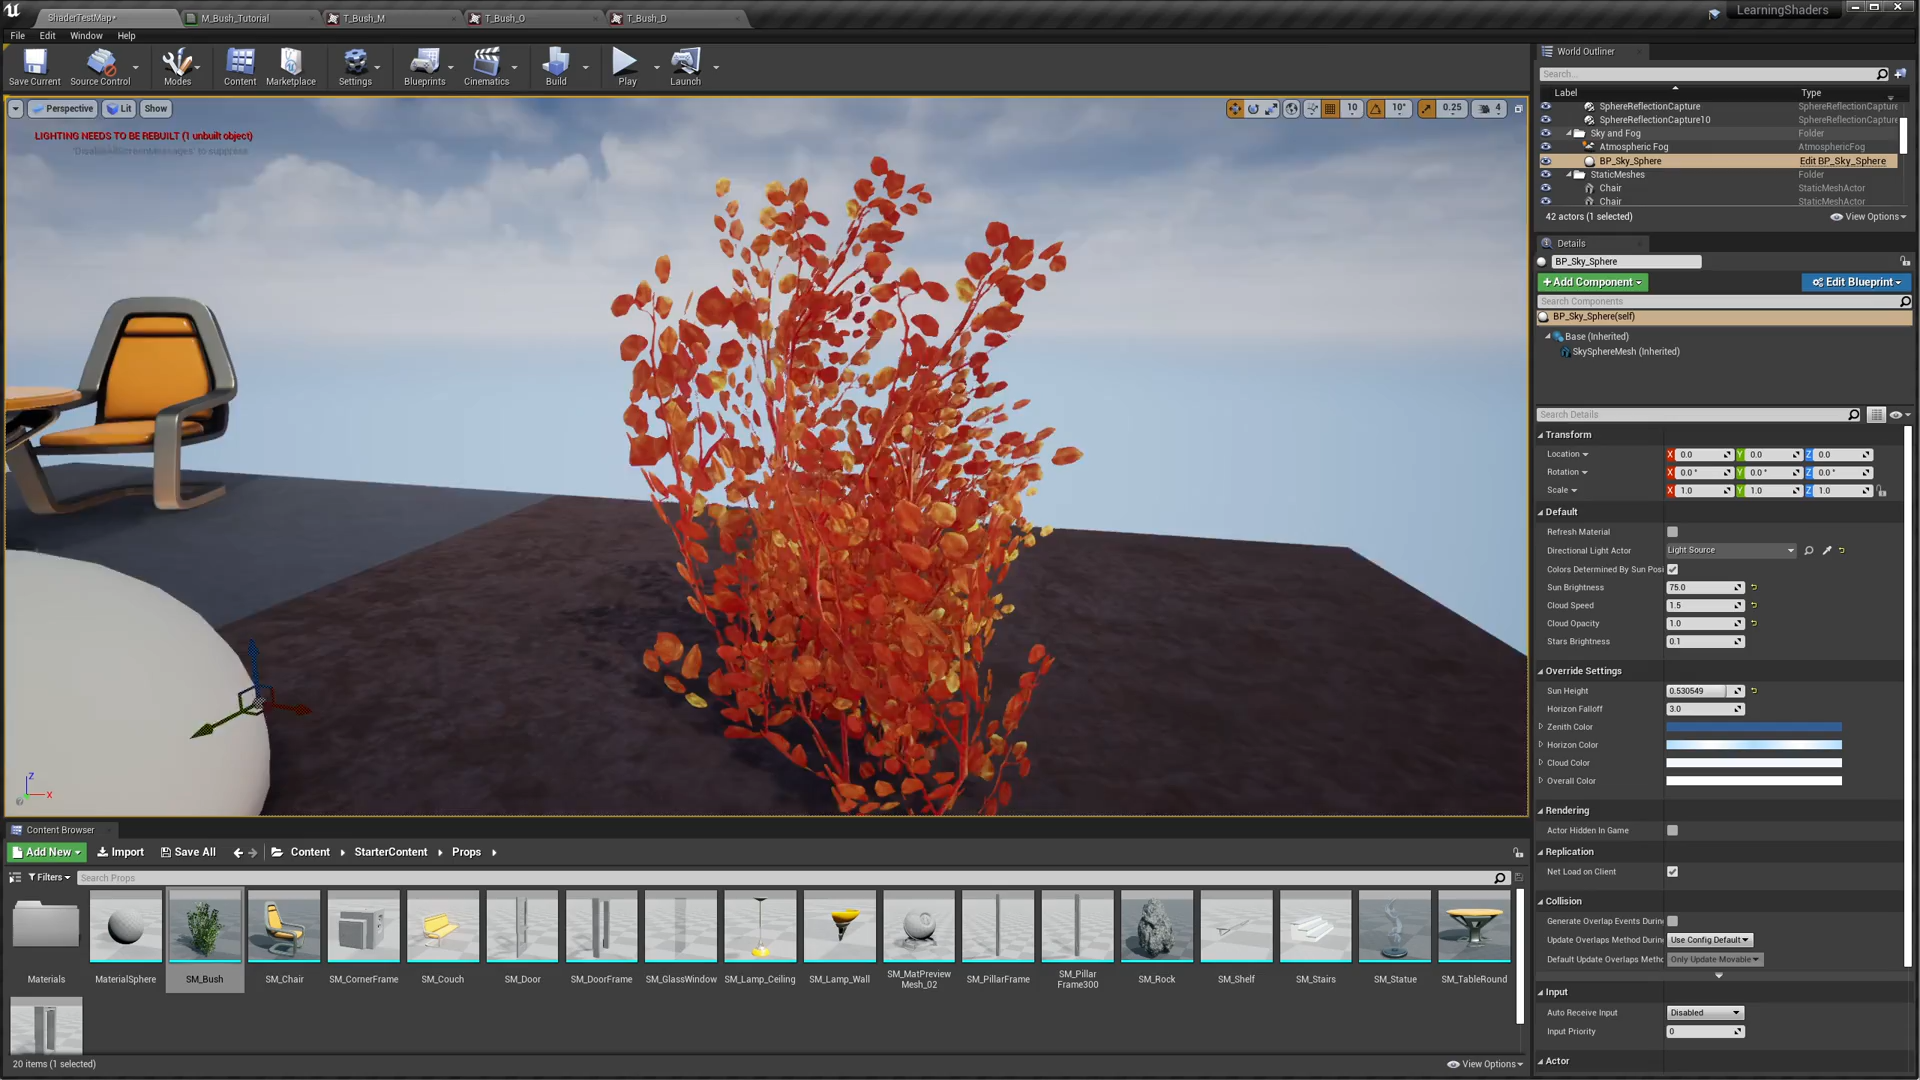 ShaderTestMap*
M_Bush_Tutorial
T_Bush_M
T_Bush_O
T_Bush_D
LearningShaders
File Edit Window Help
Save Current
Source Control
Modes
Content
Marketplace
Settings
Blueprints
Cinematics
Build
Play
Launch
Perspective
Lit
Show
10
10°
0.25
4
LIGHTING NEEDS TO BE REBUILT (1 unbuilt object)
'DisableAllScreenMessages' to suppress
Z
X
World Outliner
Search...
Label Type
SphereReflectionCapture SphereReflectionCapture
SphereReflectionCapture10 SphereReflectionCapture
Sky and Fog Folder
Atmospheric Fog AtmosphericFog
BP_Sky_Sphere Edit BP_Sky_Sphere
StaticMeshes Folder
Chair StaticMeshActor
Chair StaticMeshActor
42 actors (1 selected) View Options
Details
BP_Sky_Sphere
+Add Component Edit Blueprint
Search Components
BP_Sky_Sphere(self)
Base (Inherited)
SkySphereMesh (Inherited)
Search Details
Transform
Location X 0.0 Y 0.0 Z 0.0
Rotation X 0.0 ° Y 0.0 ° Z 0.0 °
Scale X 1.0 Y 1.0 Z 1.0
Default
Refresh Material
Directional Light Actor Light Source
Colors Determined By Sun Posi
Sun Brightness 75.0
Cloud Speed 1.5
Cloud Opacity 1.0
Stars Brightness 0.1
Override Settings
Sun Height 0.530549
Horizon Falloff 3.0
Zenith Color
Horizon Color
Cloud Color
Overall Color
Rendering
Actor Hidden In Game
Replication
Net Load on Client
Collision
Generate Overlap Events Durin
Update Overlaps Method Durin Use Config Default
Default Update Overlaps Metho Only Update Movable
Input
Auto Receive Input Disabled
Input Priority 0
Actor
Content Browser
Add New Import Save All Content StarterContent Props
Filters Search Props
Materials
MaterialSphere
SM_Bush
SM_Chair
SM_CornerFrame
SM_Couch
SM_Door
SM_DoorFrame
SM_GlassWindow
SM_Lamp_Ceiling
SM_Lamp_Wall
SM_MatPreview
Mesh_02
SM_PillarFrame
SM_Pillar
Frame300
SM_Rock
SM_Shelf
SM_Stairs
SM_Statue
SM_TableRound
20 items (1 selected) View Options